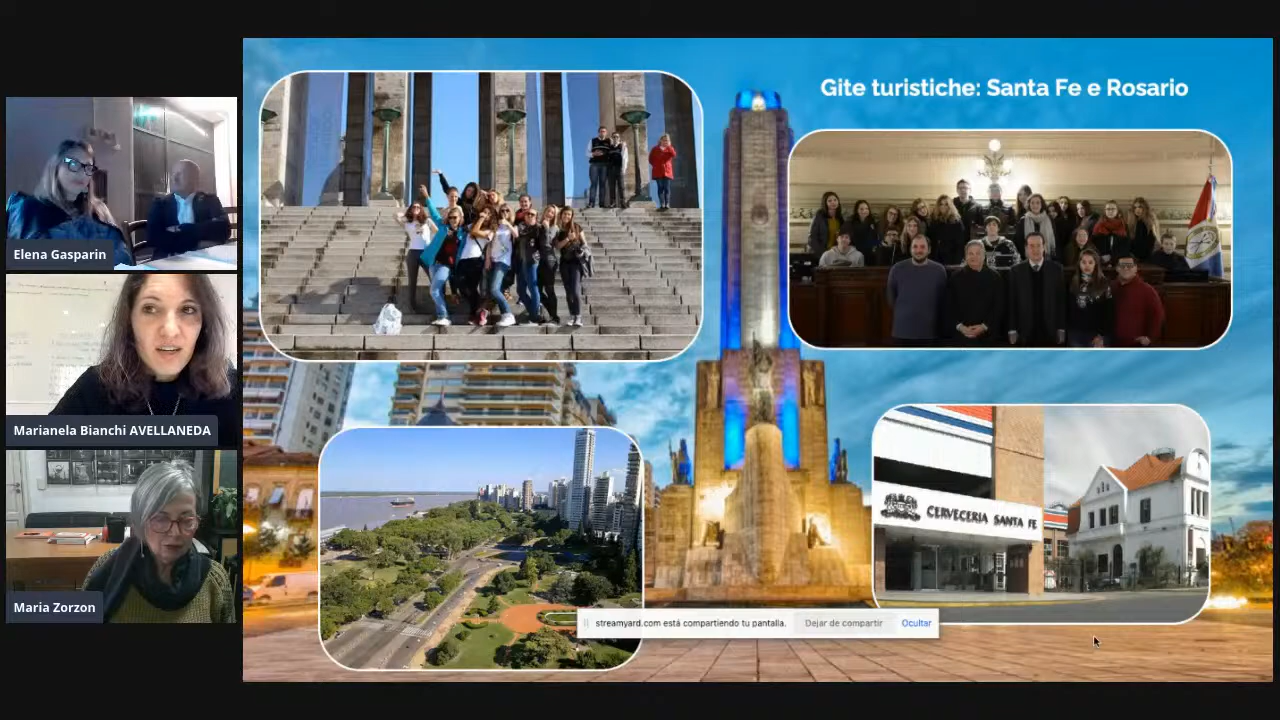 Gite turistiche: Santa Fe e Rosario
Elena Gasparin
Marianela Bianchi AVELLANEDA
CERVECERIA SANTA FE
Maria Zorzon
streamyard.com está compartiendo tu pantalla.
Dejar de compartir
Ocultar